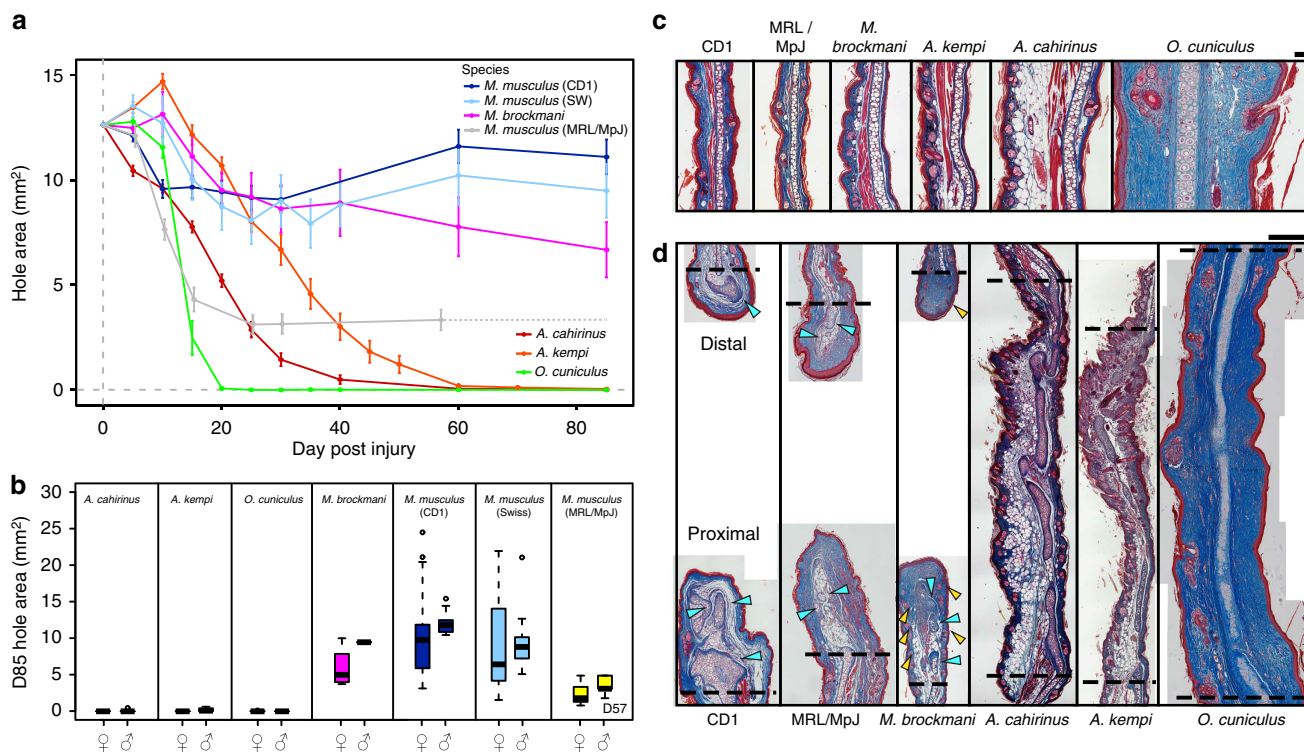 a
Hole area (mm²)
15
10
5
0
Species
M. musculus (CD1)
M. musculus (SW)
M. brockmani
M. musculus (MRL/MpJ)
A. cahirinus
A. kempi
O. cuniculus
0 20 40 60 80
Day post injury
b
D85 hole area (mm²)
30
25
20
15
10
5
0
A. cahirinus
A. kempi
O. cuniculus
M. brockmani
M. musculus
(CD1)
M. musculus
(Swiss)
M. musculus
(MRL/MpJ)
D57
♀ ♂ ♀ ♂ ♀ ♂ ♀ ♂ ♀ ♂ ♀ ♂ ♀ ♂
c
CD1
MRL /
MpJ
M.
brockmani
A. kempi
A. cahirinus
O. cuniculus
d
Distal
Proximal
CD1
MRL/MpJ
M. brockmani
A. cahirinus
A. kempi
O. cuniculus